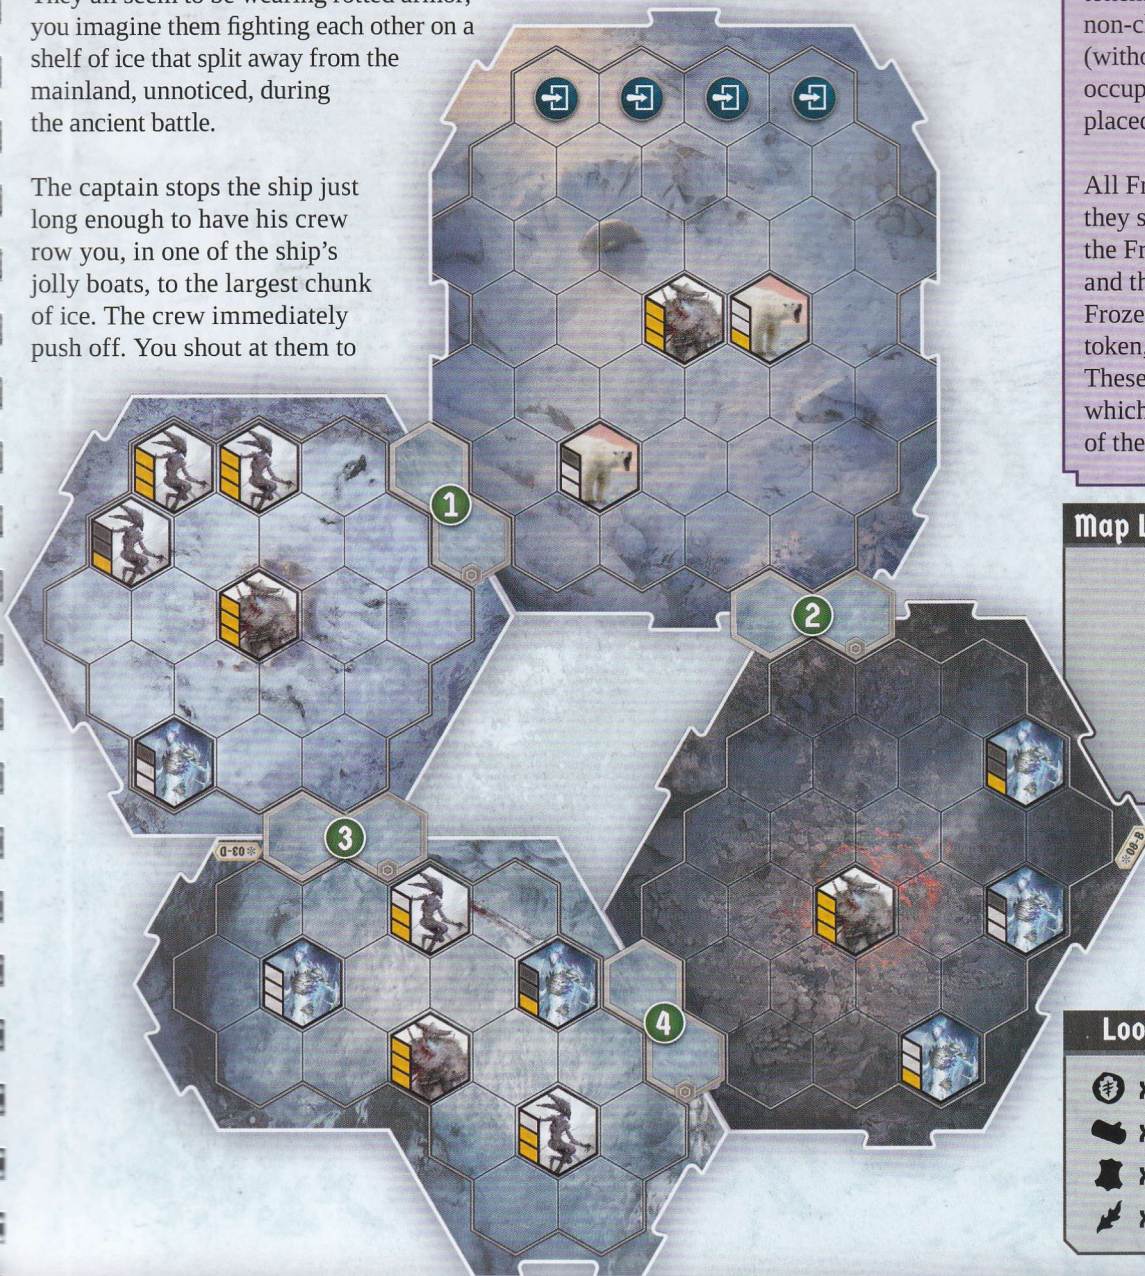 you imagine them fighting each other on a
shelf of ice that split away from the
mainland, unnoticed, during
the ancient battle.
The captain stops the ship just
long enough to have his crew
row you, in one of the ship's
jolly boats, to the largest chunk
of ice. The crew immediately
push off. You shout at them to
1
2
3
4
03-D
08-B
(witho
occup
placed
All Fr
they s
the Fr
and th
Froze
token,
These
which
of the
Map L
Loo